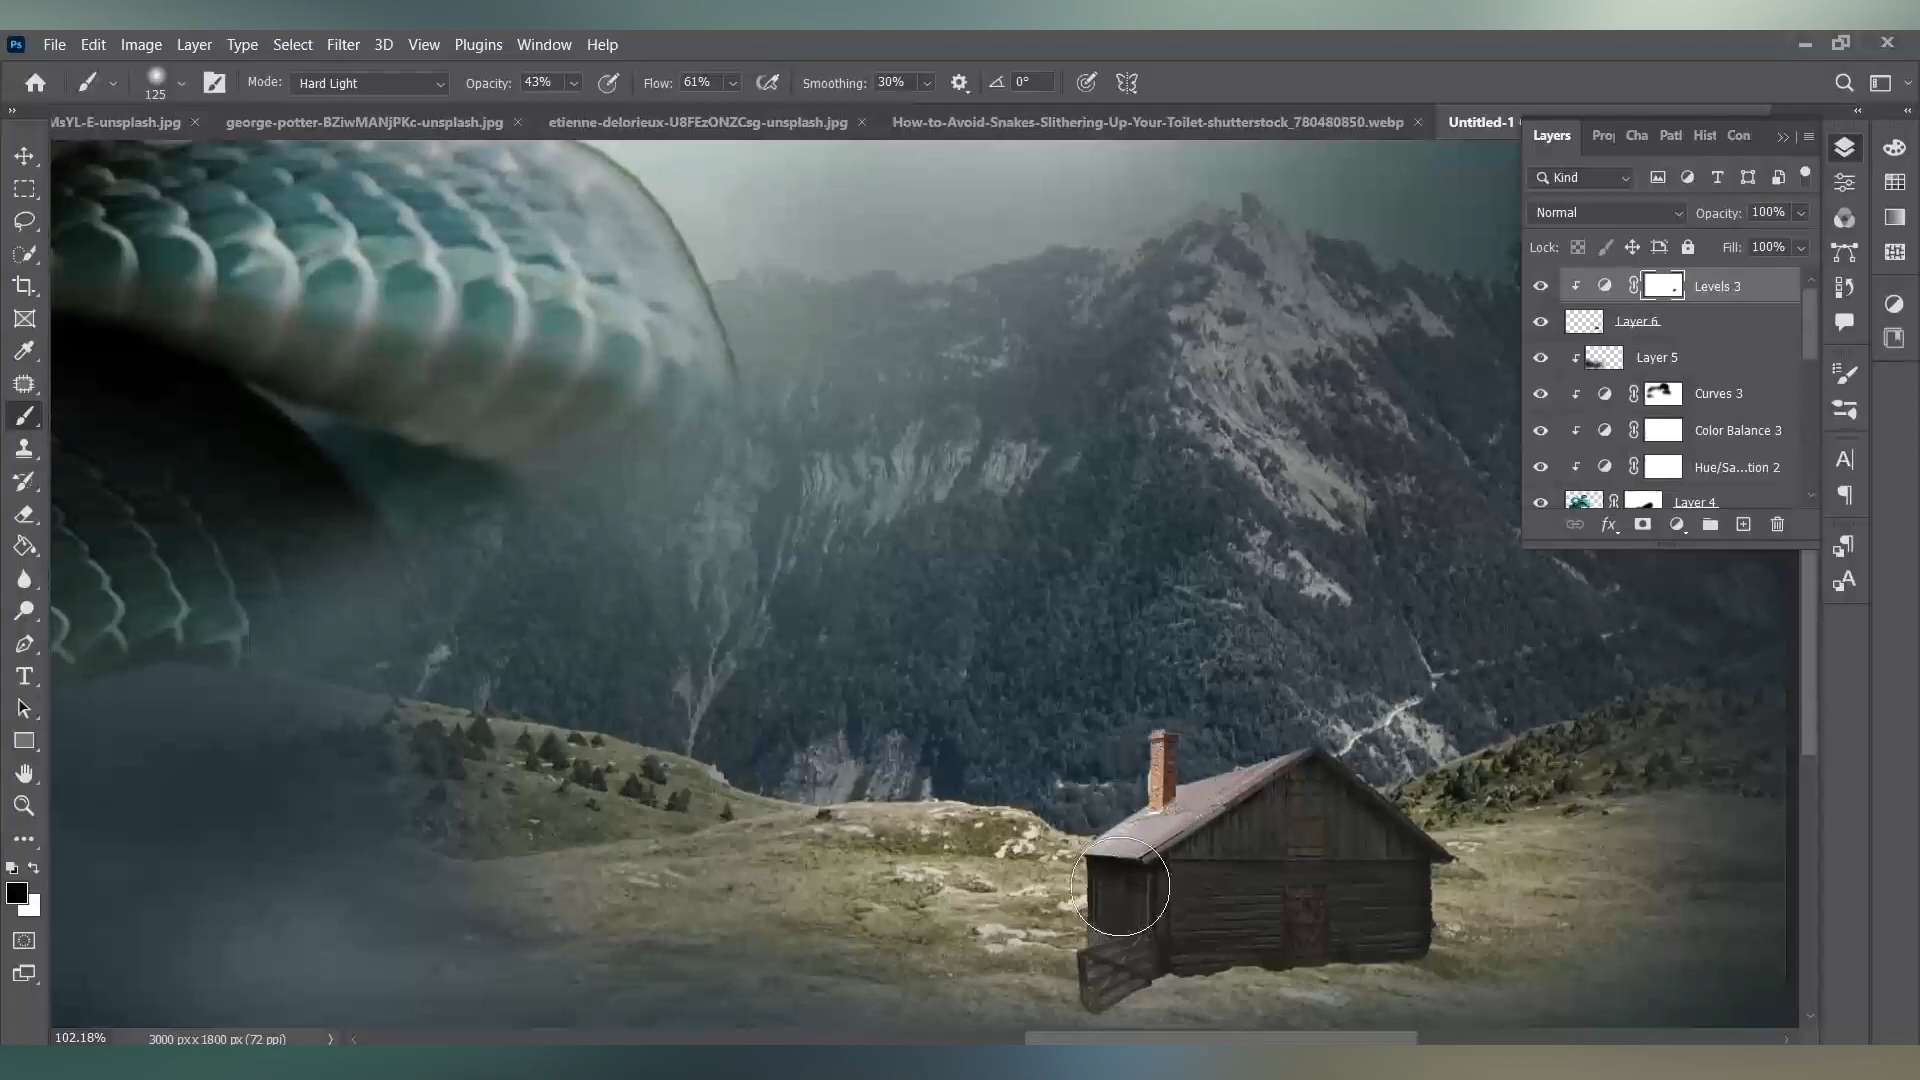 Ps File Edit Image Layer Type Select Filter 3D View Plugins Window Help
125 Mode: Hard Light Opacity: 43% Flow: 61% Smoothing: 30% 0°
MsYL-E-unsplash.jpg george-potter-BZiwMANjPKc-unsplash.jpg etienne-delorieux-U8FEzONZCsg-unsplash.jpg How-to-Avoid-Snakes-Slithering-Up-Your-Toilet-shutterstock_780480850.webp Untitled-1
Layers Pro Cha Patl Hist Con
Kind
Normal Opacity: 100%
Lock: Fill: 100%
Levels 3
Layer 6
Layer 5
Curves 3
Color Balance 3
Hue/Sa...tion 2
Layer 4
fx
102.18% 3000 px x 1800 px (72 ppi)